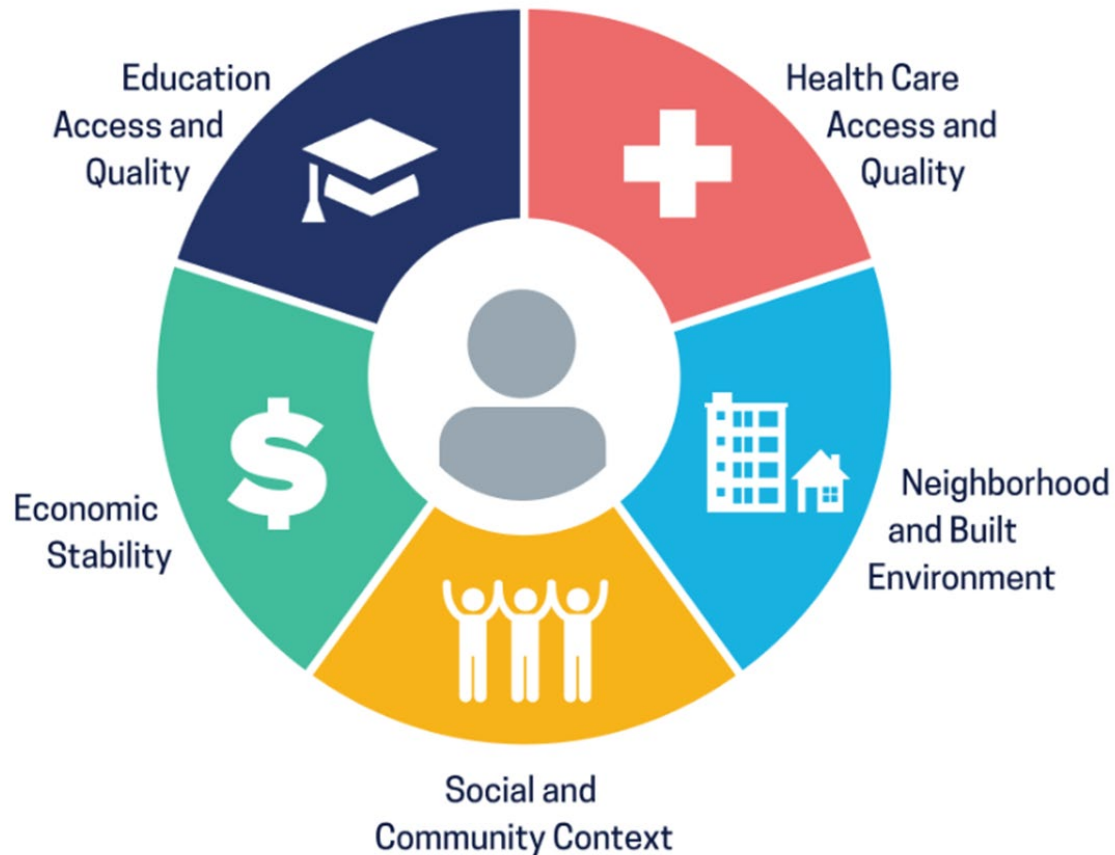 Education
Access and
Quality
Health Care
Access and
Quality
Economic
Stability
Neighborhood
and Built
Environment
Social and
Community Context